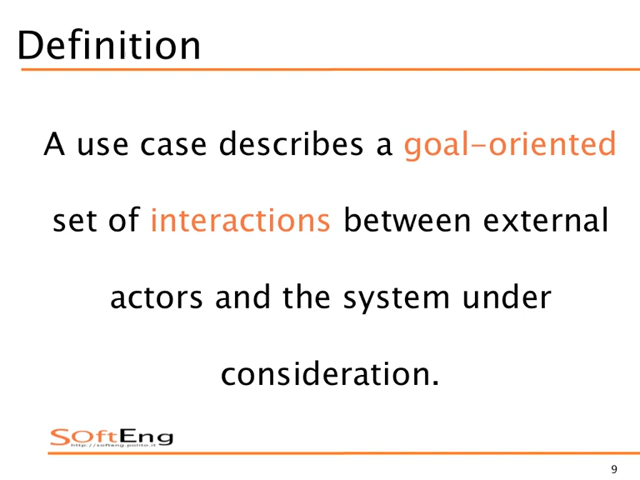 Definition
A use case describes a goal-oriented
set of interactions between external
actors and the system under
consideration.
SOftEng
http://softeng.polito.it
9